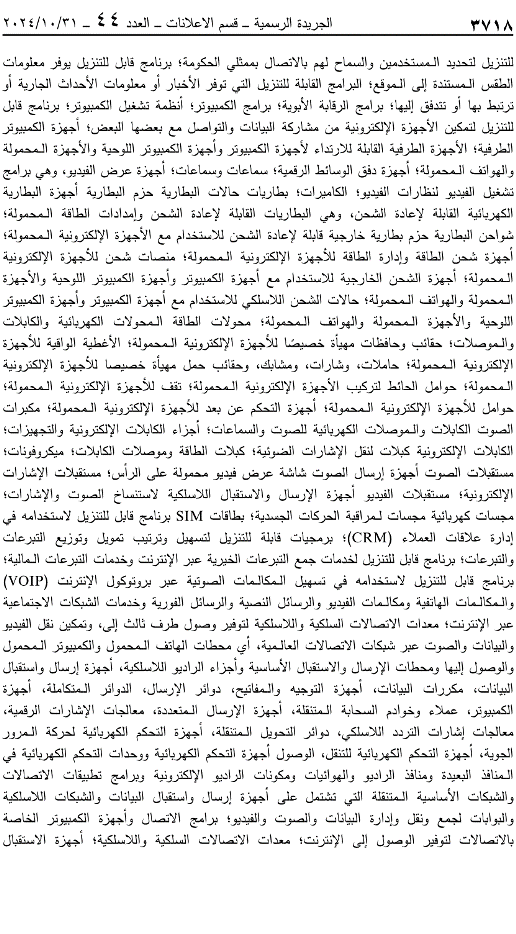 ٣٧١٨ الجريدة الرسمية ــ قسم الاعلانات ــ العدد ٤٤ ــ ٢٠٢٤/١٠/٣١
للتنزيل لتحديد المستخدمين والسماح لهم بالاتصال بممثلي الحكومة؛ برنامج قابل للتنزيل يوفر معلومات
الطقس المستندة إلى الموقع؛ البرامج القابلة للتنزيل التي توفر الأخبار أو معلومات الأحداث الجارية أو
ترتبط بها أو تتدفق إليها؛ برامج الرقابة الأبوية؛ برامج الكمبيوتر؛ أنظمة تشغيل الكمبيوتر؛ برنامج قابل
للتنزيل لتمكين الأجهزة الإلكترونية من مشاركة البيانات والتواصل مع بعضها البعض؛ أجهزة الكمبيوتر
الطرفية؛ الأجهزة الطرفية القابلة للارتداء لأجهزة الكمبيوتر وأجهزة الكمبيوتر اللوحية والأجهزة المحمولة
والهواتف المحمولة؛ أجهزة دفق الوسائط الرقمية؛ سماعات وسماعات؛ أجهزة عرض الفيديو، وهي برامج
تشغيل الفيديو لنظارات الفيديو؛ الكاميرات؛ بطاريات حالات البطارية حزم البطارية أجهزة البطارية
الكهربائية القابلة لإعادة الشحن، وهي البطاريات القابلة لإعادة الشحن وإمدادات الطاقة المحمولة؛
شواحن البطارية حزم بطارية خارجية قابلة لإعادة الشحن للاستخدام مع الأجهزة الإلكترونية المحمولة؛
أجهزة شحن الطاقة وإدارة الطاقة للأجهزة الإلكترونية المحمولة؛ منصات شحن للأجهزة الإلكترونية
المحمولة؛ أجهزة الشحن الخارجية للاستخدام مع أجهزة الكمبيوتر وأجهزة الكمبيوتر اللوحية والأجهزة
المحمولة والهواتف المحمولة؛ حالات الشحن اللاسلكي للاستخدام مع أجهزة الكمبيوتر وأجهزة الكمبيوتر
اللوحية والأجهزة المحمولة والهواتف المحمولة؛ محولات الطاقة المحولات الكهربائية والكابلات
والموصلات؛ حقائب وحافظات مهيأة خصيصًا للأجهزة الإلكترونية المحمولة؛ الأغطية الواقية للأجهزة
الإلكترونية المحمولة؛ حاملات، وشارات، ومشابك، وحقائب حمل مهيأة خصيصا للأجهزة الإلكترونية
المحمولة؛ حوامل الحائط لتركيب الأجهزة الإلكترونية المحمولة؛ تقف للأجهزة الإلكترونية المحمولة؛
حوامل للأجهزة الإلكترونية المحمولة؛ أجهزة التحكم عن بعد للأجهزة الإلكترونية المحمولة؛ مكبرات
الصوت الكابلات والموصلات الكهربائية للصوت والسماعات؛ أجزاء الكابلات الإلكترونية والتجهيزات؛
الكابلات الإلكترونية كبلات لنقل الإشارات الضوئية؛ كبلات الطاقة وموصلات الكابلات؛ ميكروفونات؛
مستقبلات الصوت أجهزة إرسال الصوت شاشة عرض فيديو محمولة على الرأس؛ مستقبلات الإشارات
الإلكترونية؛ مستقبلات الفيديو أجهزة الإرسال والاستقبال اللاسلكية لاستنساخ الصوت والإشارات؛
مجسات كهربائية مجسات لمراقبة الحركات الجسدية؛ بطاقات SIM برنامج قابل للتنزيل لاستخدامه في
إدارة علاقات العملاء (CRM)؛ برمجيات قابلة للتنزيل لتسهيل وترتيب تمويل وتوزيع التبرعات
والتبرعات؛ برنامج قابل للتنزيل لخدمات جمع التبرعات الخيرية عبر الإنترنت وخدمات التبرعات المالية؛
برنامج قابل للتنزيل لاستخدامه في تسهيل المكالمات الصوتية عبر بروتوكول الإنترنت (VOIP)
والمكالمات الهاتفية ومكالمات الفيديو والرسائل النصية والرسائل الفورية وخدمات الشبكات الاجتماعية
عبر الإنترنت؛ معدات الاتصالات السلكية واللاسلكية لتوفير وصول طرف ثالث إلى، وتمكين نقل الفيديو
والبيانات والصوت عبر شبكات الاتصالات العالمية، أي محطات الهاتف المحمول والكمبيوتر المحمول
والوصول إليها ومحطات الإرسال والاستقبال الأساسية وأجزاء الراديو اللاسلكية، أجهزة إرسال واستقبال
البيانات، مكررات البيانات، أجهزة التوجيه والمفاتيح، دوائر الإرسال، الدوائر المتكاملة، أجهزة
الكمبيوتر، عملاء وخوادم السحابة المتنقلة، أجهزة الإرسال المتعددة، معالجات الإشارات الرقمية،
معالجات إشارات التردد اللاسلكي، دوائر التحويل المتنقلة، أجهزة التحكم الكهربائية لحركة المرور
الجوية، أجهزة التحكم الكهربائية للتنقل، الوصول أجهزة التحكم الكهربائية ووحدات التحكم الكهربائية في
المنافذ البعيدة ومنافذ الراديو والهوائيات ومكونات الراديو الإلكترونية وبرامج تطبيقات الاتصالات
والشبكات الأساسية المتنقلة التي تشتمل على أجهزة إرسال واستقبال البيانات والشبكات اللاسلكية
والبوابات لجمع ونقل وإدارة البيانات والصوت والفيديو؛ برامج الاتصال وأجهزة الكمبيوتر الخاصة
بالاتصالات لتوفير الوصول إلى الإنترنت؛ معدات الاتصالات السلكية واللاسلكية؛ أجهزة الاستقبال